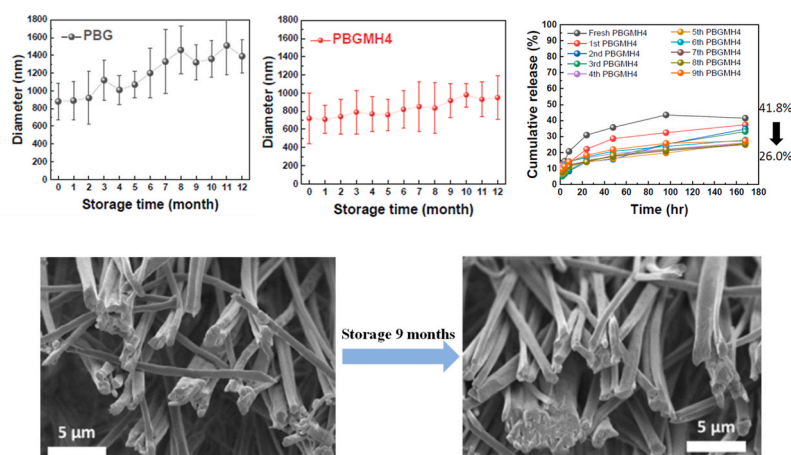 Diameter (nm)
1800
1600
1400
1200
1000
800
600
400
200
0
PBG
0 1 2 3 4 5 6 7 8 9 10 11 12
Storage time (month)
Diameter (nm)
1800
1600
1400
1200
1000
800
600
400
200
0
PBGMH4
0 1 2 3 4 5 6 7 8 9 10 11 12
Storage time (month)
Cumulative release (%)
100
90
80
70
60
50
40
30
20
10
0
Fresh PBGMH4
1st PBGMH4
2nd PBGMH4
3rd PBGMH4
4th PBGMH4
5th PBGMH4
6th PBGMH4
7th PBGMH4
8th PBGMH4
9th PBGMH4
41.8%
26.0%
0 20 40 60 80 100 120 140 160 180
Time (hr)
5 µm
Storage 9 months
5 µm